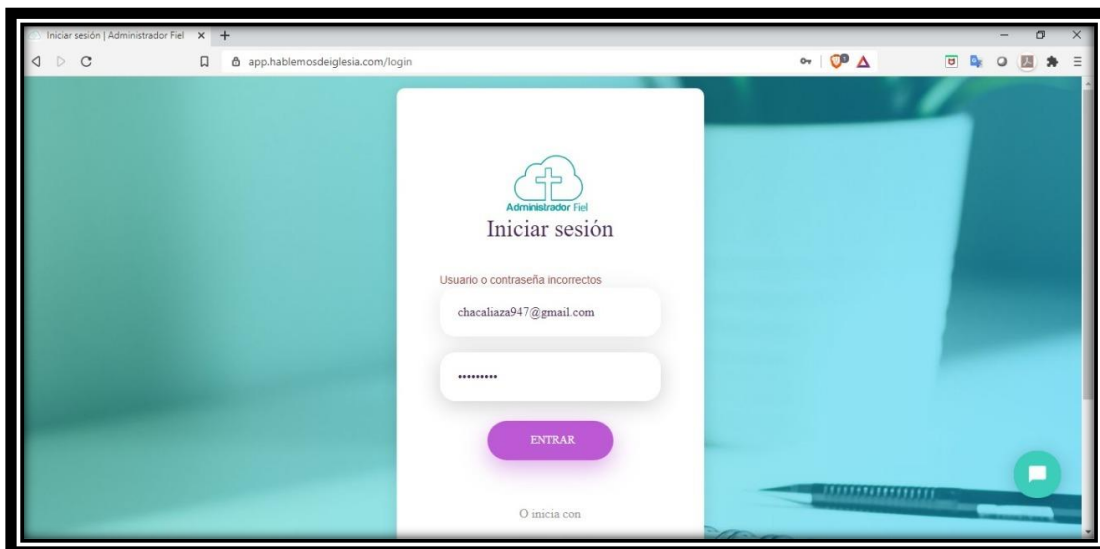 Iniciar sesión | Administrador Fiel
app.hablemosdeiglesia.com/login
Administrador Fiel
Iniciar sesión
Usuario o contraseña incorrectos
chacaliaza947@gmail.com
•••••••••
ENTRAR
O inicia con